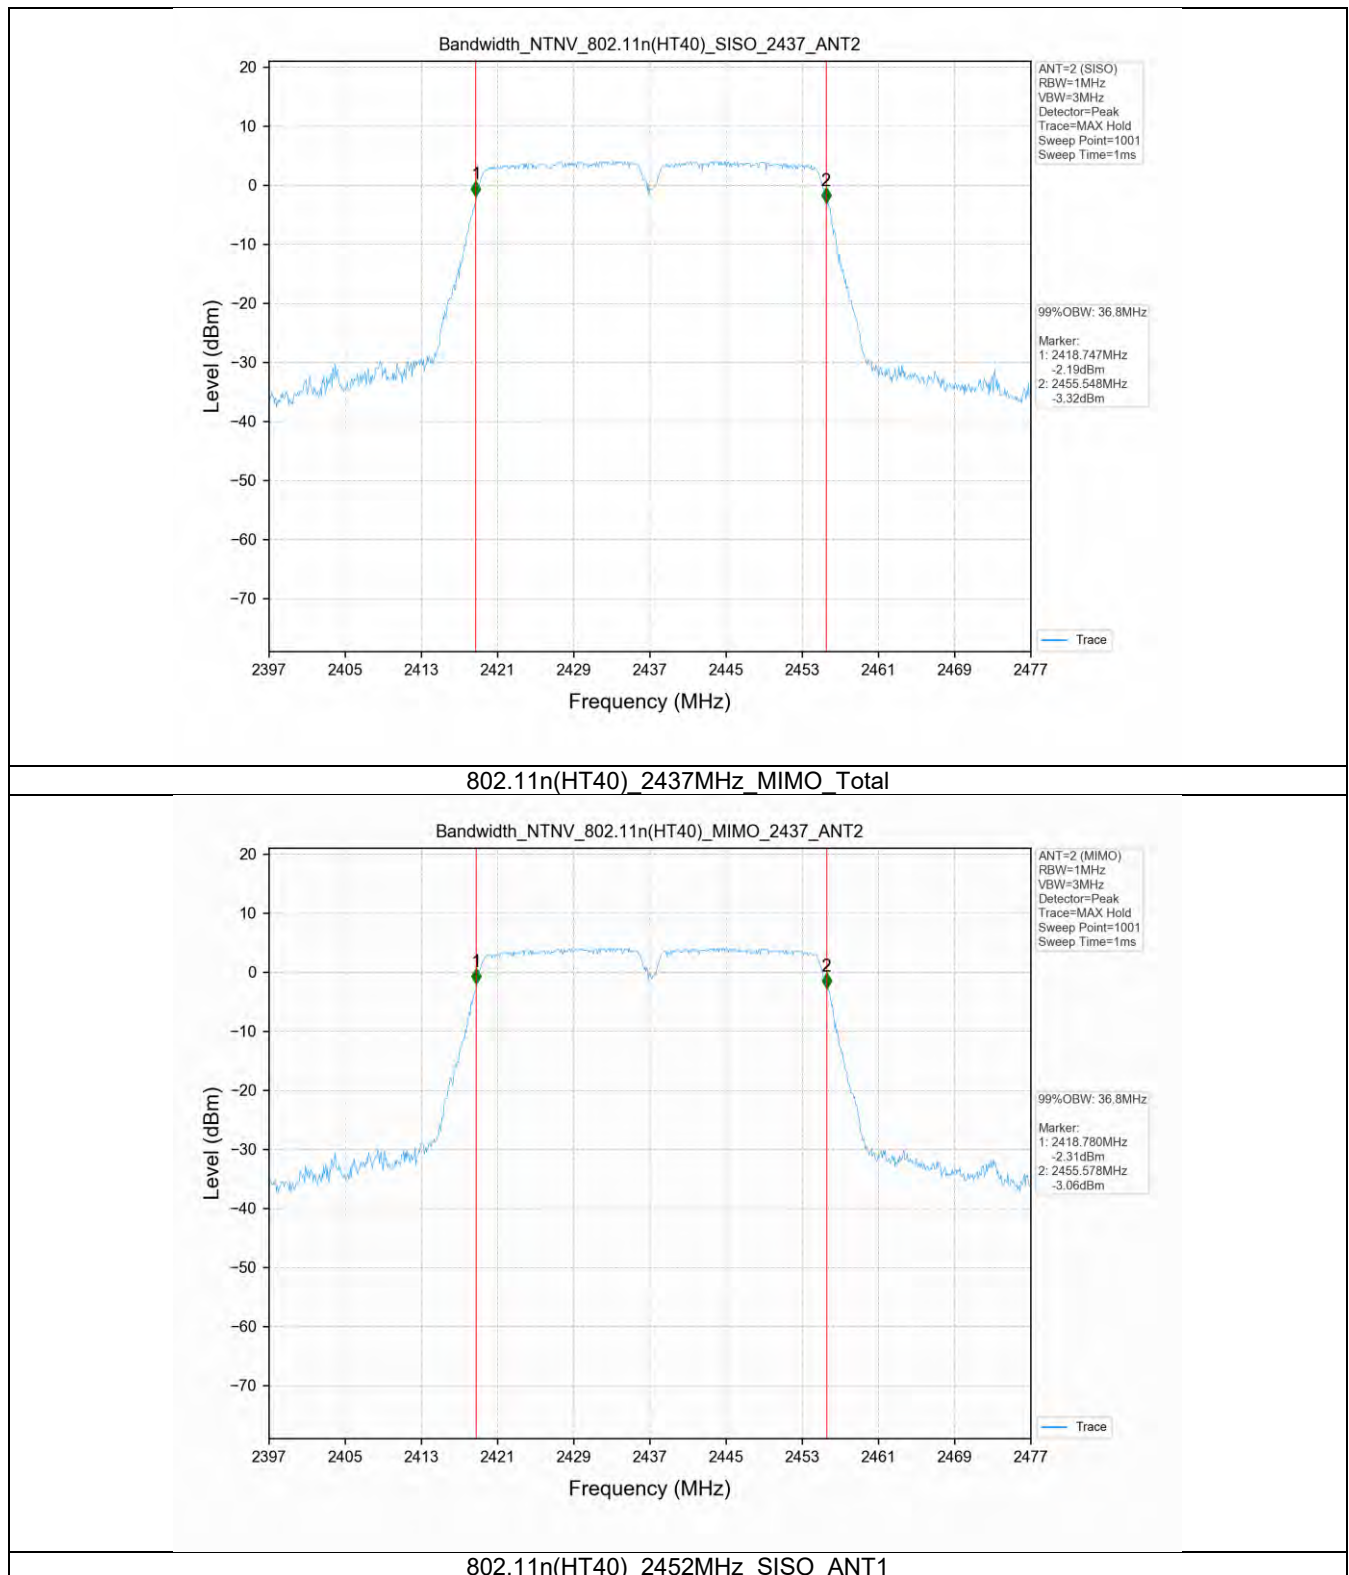 Bandwidth_NTNV_802.11n(HT40)_SISO_2437_ANT2
ANT=2 (SISO)
RBW=1MHz
VBW=3MHz
Detector=Peak
Trace=MAX Hold
Sweep Point=1001
Sweep Time=1ms
20
10
0
−10
−20
−30
−40
−50
−60
−70
Level (dBm)
1
2
99%OBW: 36.8MHz
Marker:
1: 2418.747MHz
-2.19dBm
2: 2455.548MHz
-3.32dBm
Trace
2397 2405 2413 2421 2429 2437 2445 2453 2461 2469 2477
Frequency (MHz)
802.11n(HT40)_2437MHz_MIMO_Total
Bandwidth_NTNV_802.11n(HT40)_MIMO_2437_ANT2
ANT=2 (MIMO)
RBW=1MHz
VBW=3MHz
Detector=Peak
Trace=MAX Hold
Sweep Point=1001
Sweep Time=1ms
20
10
0
−10
−20
−30
−40
−50
−60
−70
Level (dBm)
1
2
99%OBW: 36.8MHz
Marker:
1: 2418.780MHz
-2.31dBm
2: 2455.578MHz
-3.06dBm
Trace
2397 2405 2413 2421 2429 2437 2445 2453 2461 2469 2477
Frequency (MHz)
802.11n(HT40)_2452MHz_SISO_ANT1